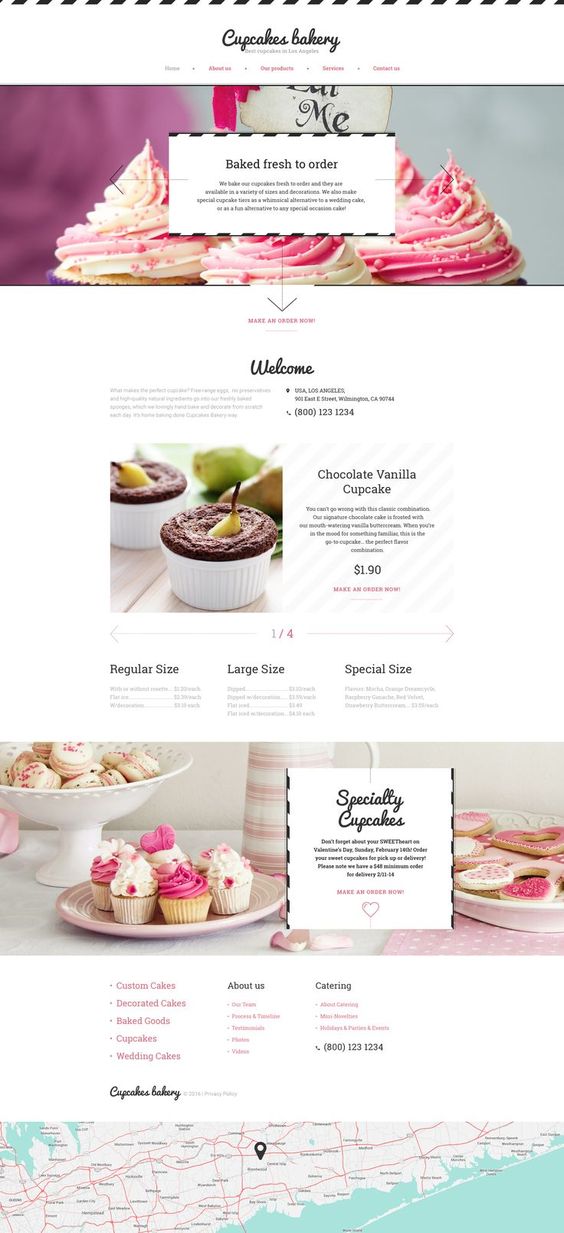 Cupcakes bakery
Best cupcakes in Los Angeles
Home • About us • Our products • Services • Contact us
Eat
Me
Baked fresh to order
We bake our cupcakes fresh to order and they are
available in a variety of sizes and decorations. We also make
special cupcake tiers as a whimsical alternative to a wedding cake,
or as a fun alternative to any special occasion cake!
MAKE AN ORDER NOW!
Welcome
What makes the perfect cupcake? Free range eggs, no preservatives
and high-quality natural ingredients go into our freshly baked
sponges, which we lovingly hand bake and decorate from scratch
each day. It's home baking done Cupcakes Bakery way.
USA, LOS ANGELES,
901 East E Street, Wilmington, CA 90744
(800) 123 1234
Chocolate Vanilla
Cupcake
You can't go wrong with this classic combination.
Our signature chocolate cake is frosted with
our mouth-watering vanilla buttercream. When you're
in the mood for something familiar, this is the
go-to cupcake... the perfect flavor
combination.
$1.90
MAKE AN ORDER NOW!
1 / 4
Regular Size
With or without rosette.... $1.20/each
Flat ice........................ $2.39/each
W/decoration............... $3.10 each
Large Size
Dipped........................ $3.10/each
Dipped w/decoration.... $3.59/each
Flat iced...................... $3.49
Flat iced w/decoration... $4.10 each
Special Size
Flavors: Mocha, Orange Dreamcycle,
Raspberry Ganache, Red Velvet,
Strawberry Buttercream... $3.59/each
Specialty
Cupcakes
Don't forget about your SWEETheart on
Valentine's Day, Sunday, February 14th! Order
your sweet cupcakes for pick up or delivery!
Please note we have a $48 minimum order
for delivery 2/11-14
MAKE AN ORDER NOW!
• Custom Cakes
• Decorated Cakes
• Baked Goods
• Cupcakes
• Wedding Cakes
About us
• Our Team
• Process & Timeline
• Testimonials
• Photos
• Videos
Catering
• About Catering
• Mini-Novelties
• Holidays & Parties & Events
(800) 123 1234
Cupcakes bakery © 2016 | Privacy Policy